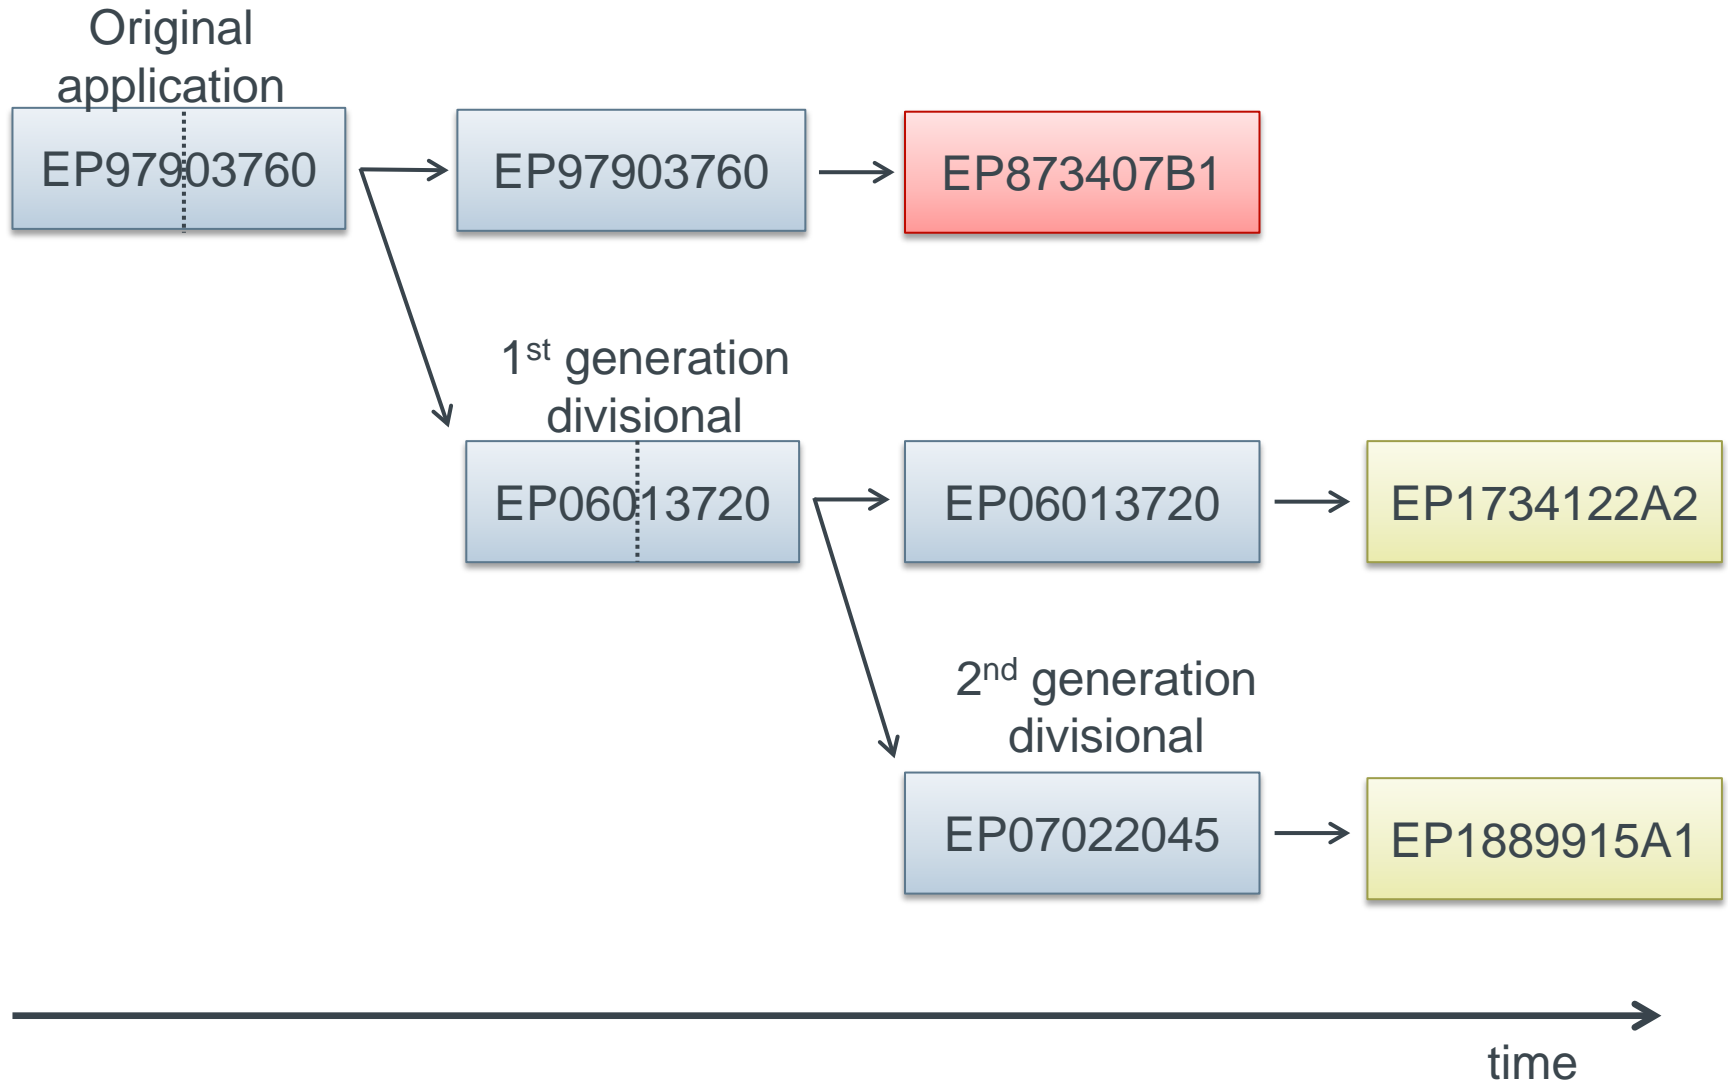 Original
application
EP97903760
EP97903760
EP873407B1
1st generation
divisional
EP06013720
EP06013720
EP1734122A2
2nd generation
divisional
EP07022045
EP1889915A1
time